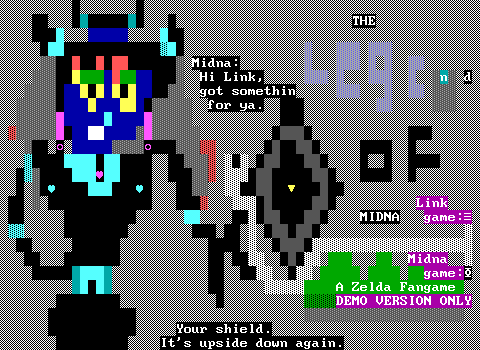 THE
Midna:
Hi Link,
got somethin
for ya.
n d
OF
Link
MIDNA game:☰
Midna
game:O
A Zelda Fangame
DEMO VERSION ONLY
Your shield.
It's upside down again.